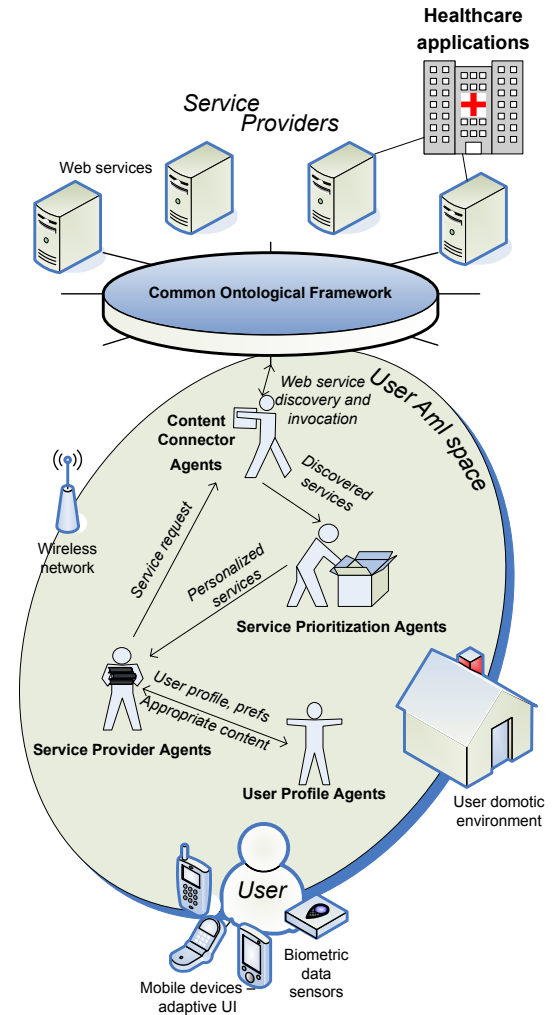 Healthcare
applications
Service
Providers
Web services
Common Ontological Framework
Web service
discovery and
invocation
User AmI space
Content
Connector
Agents
Discovered
services
Wireless
network
Service request
Personalized
services
Service Prioritization Agents
User profile, prefs
Appropriate content
Service Provider Agents
User Profile Agents
User domotic
environment
User
Biometric
data
sensors
Mobile devices –
adaptive UI